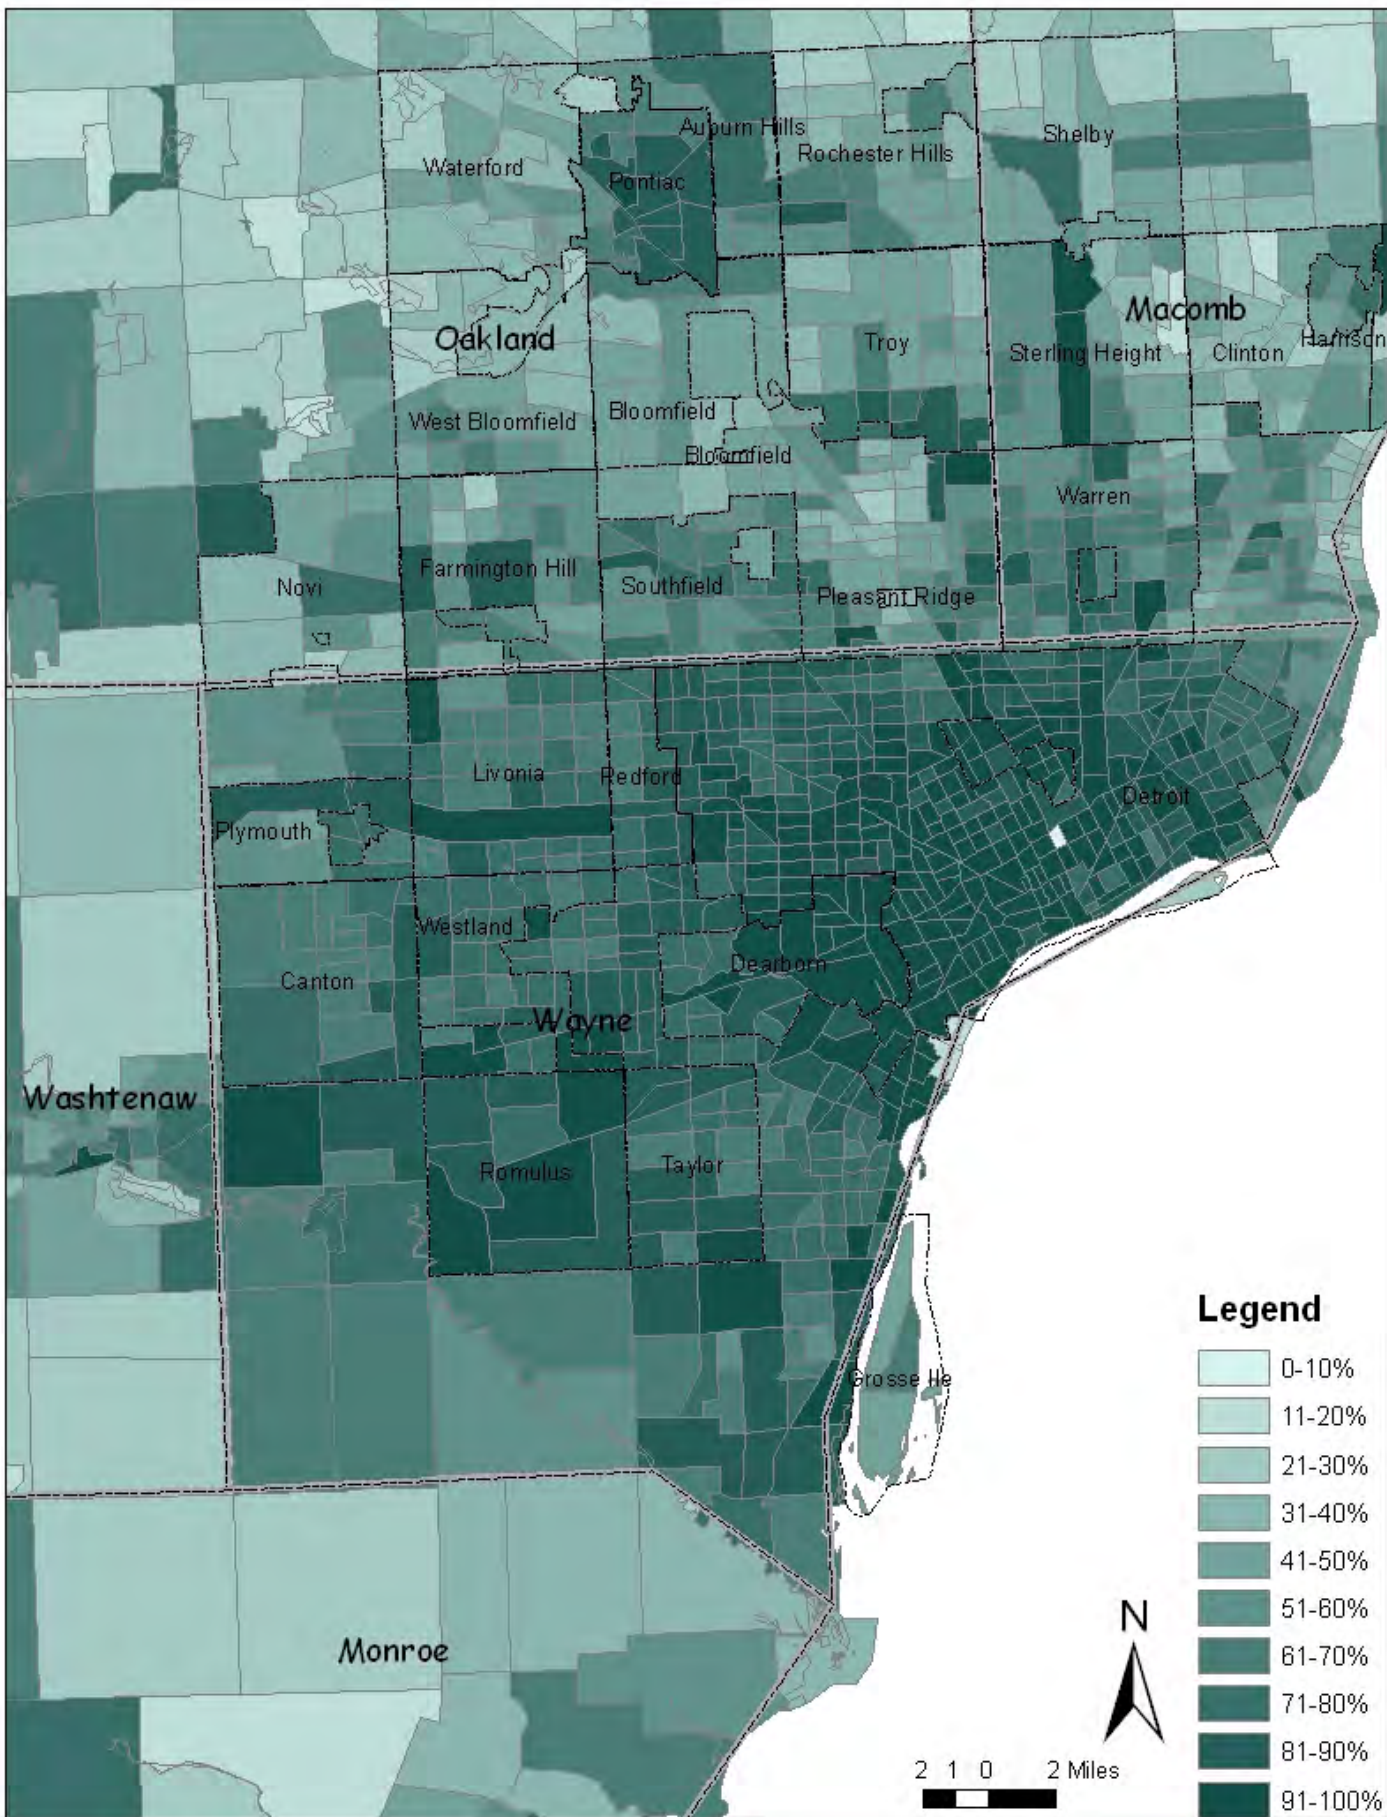 Auburn Hills
Shelby
Rochester Hills
Waterford
Pontiac
Macomb
Oakland
Troy
Sterling Height
Clinton
Harrison
West Bloomfield
Bloomfield
Bloomfield
Warren
Farmington Hill
Novi
Southfield
Pleasant Ridge
Livonia
Redford
Detroit
Plymouth
Westland
Dearborn
Canton
Wayne
Washtenaw
Romulus
Taylor
Grosse Ile
Monroe
Legend
0-10%
11-20%
21-30%
31-40%
41-50%
51-60%
61-70%
71-80%
81-90%
91-100%
N
2 1 0 2 Miles